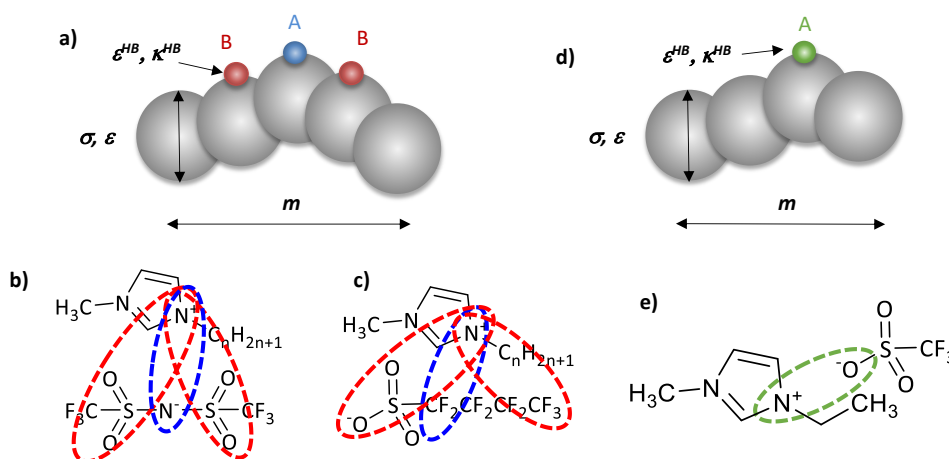 a)
ε^HB, κ^HB
B
A
B
σ, ε
m
d)
ε^HB, κ^HB
A
σ, ε
m
b)
H₃C
N
N⁺
CₙH₂ₙ₊₁
O
O
F₃C
S
N⁻
S
CF₃
O
O
c)
H₃C
N
N⁺
CₙH₂ₙ₊₁
O
⁻O
S
CF₂CF₂CF₂CF₃
O
e)
O
S
CF₃
⁻O
O
H₃C
N
N⁺
CH₃